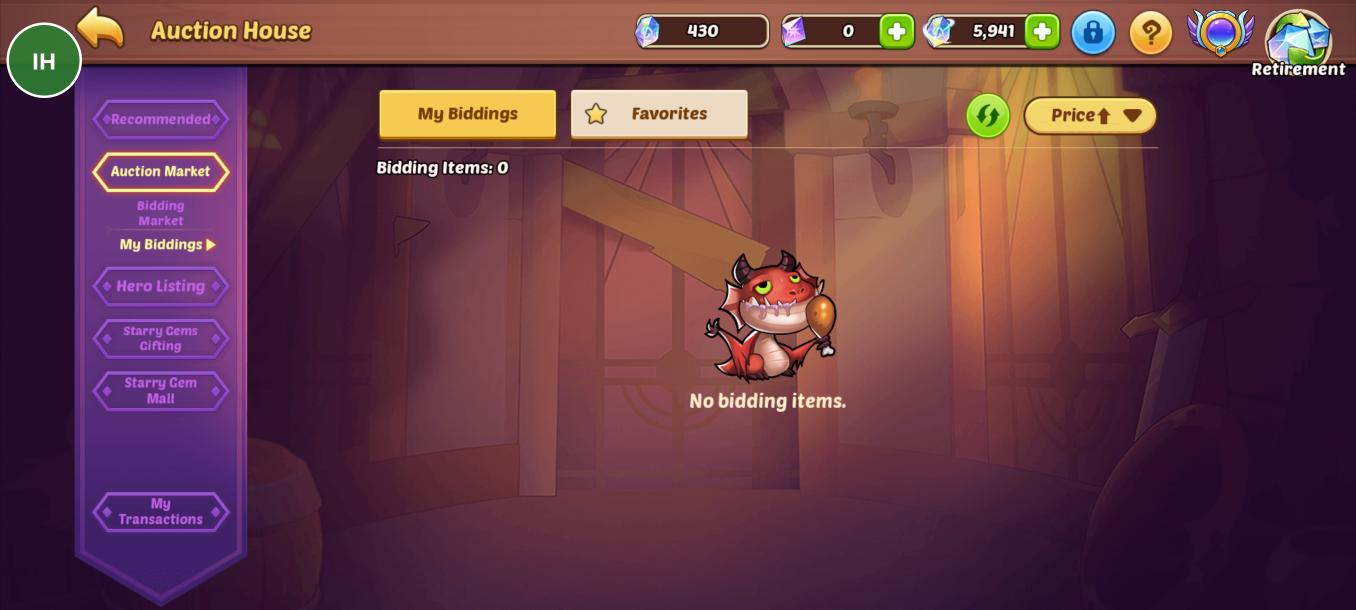 IH
Auction House
430
0
5,941
Retirement
Recommended
Auction Market
Bidding
Market
My Biddings
Hero Listing
Starry Gems
Gifting
Starry Gem
Mall
My
Transactions
My Biddings
Favorites
Price
Bidding Items: 0
No bidding items.